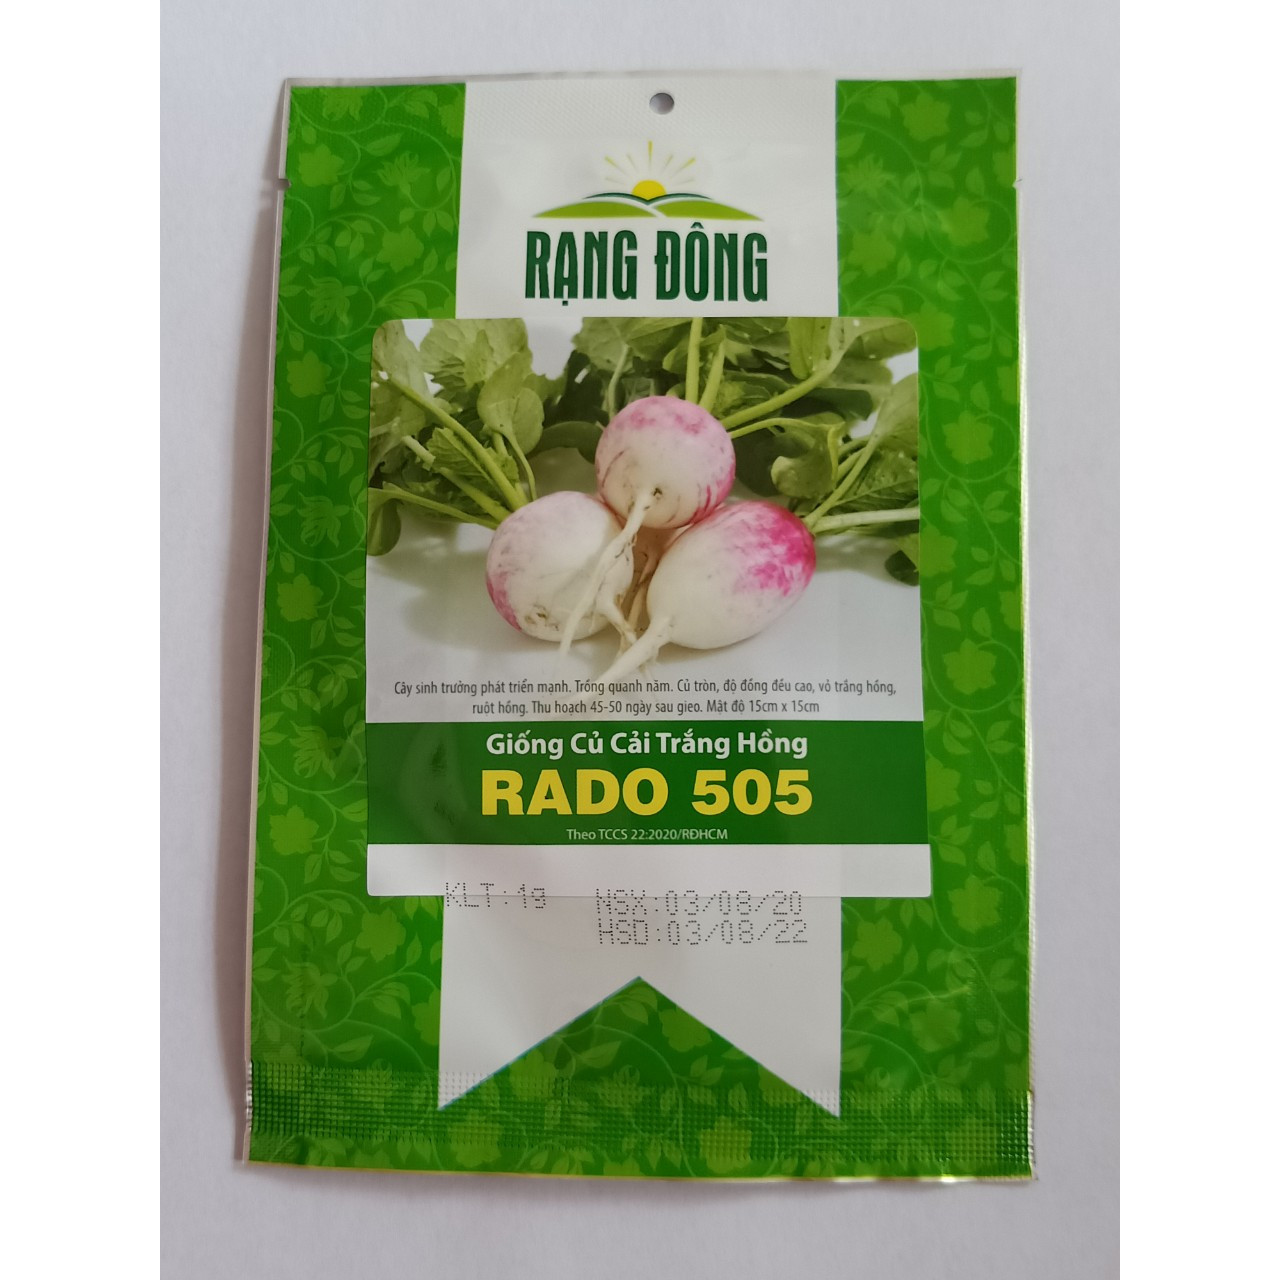 RẠNG ĐÔNG
Cây sinh trưởng phát triển mạnh. Trồng quanh năm. Củ tròn, độ đồng đều cao, vỏ trắng hồng,
ruột hồng. Thu hoạch 45-50 ngày sau gieo. Mật độ 15cm x 15cm
Giống Củ Cải Trắng Hồng
RADO 505
Theo TCCS 22:2020/RĐHCM
KLT:1g NSX:03/08/20
HSD:03/08/22